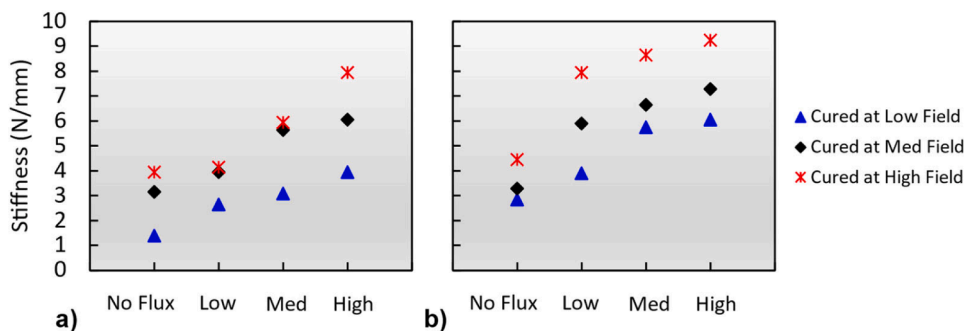 Stiffness (N/mm)
10
9
8
7
6
5
4
3
2
1
0
No Flux Low Med High
a)
No Flux Low Med High
b)
Cured at Low Field
Cured at Med Field
Cured at High Field